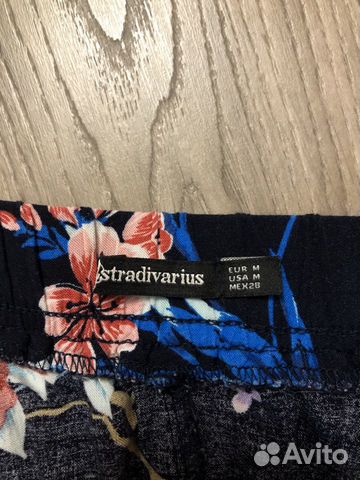 stradivarius
EUR M
USA M
MEX28
Avito